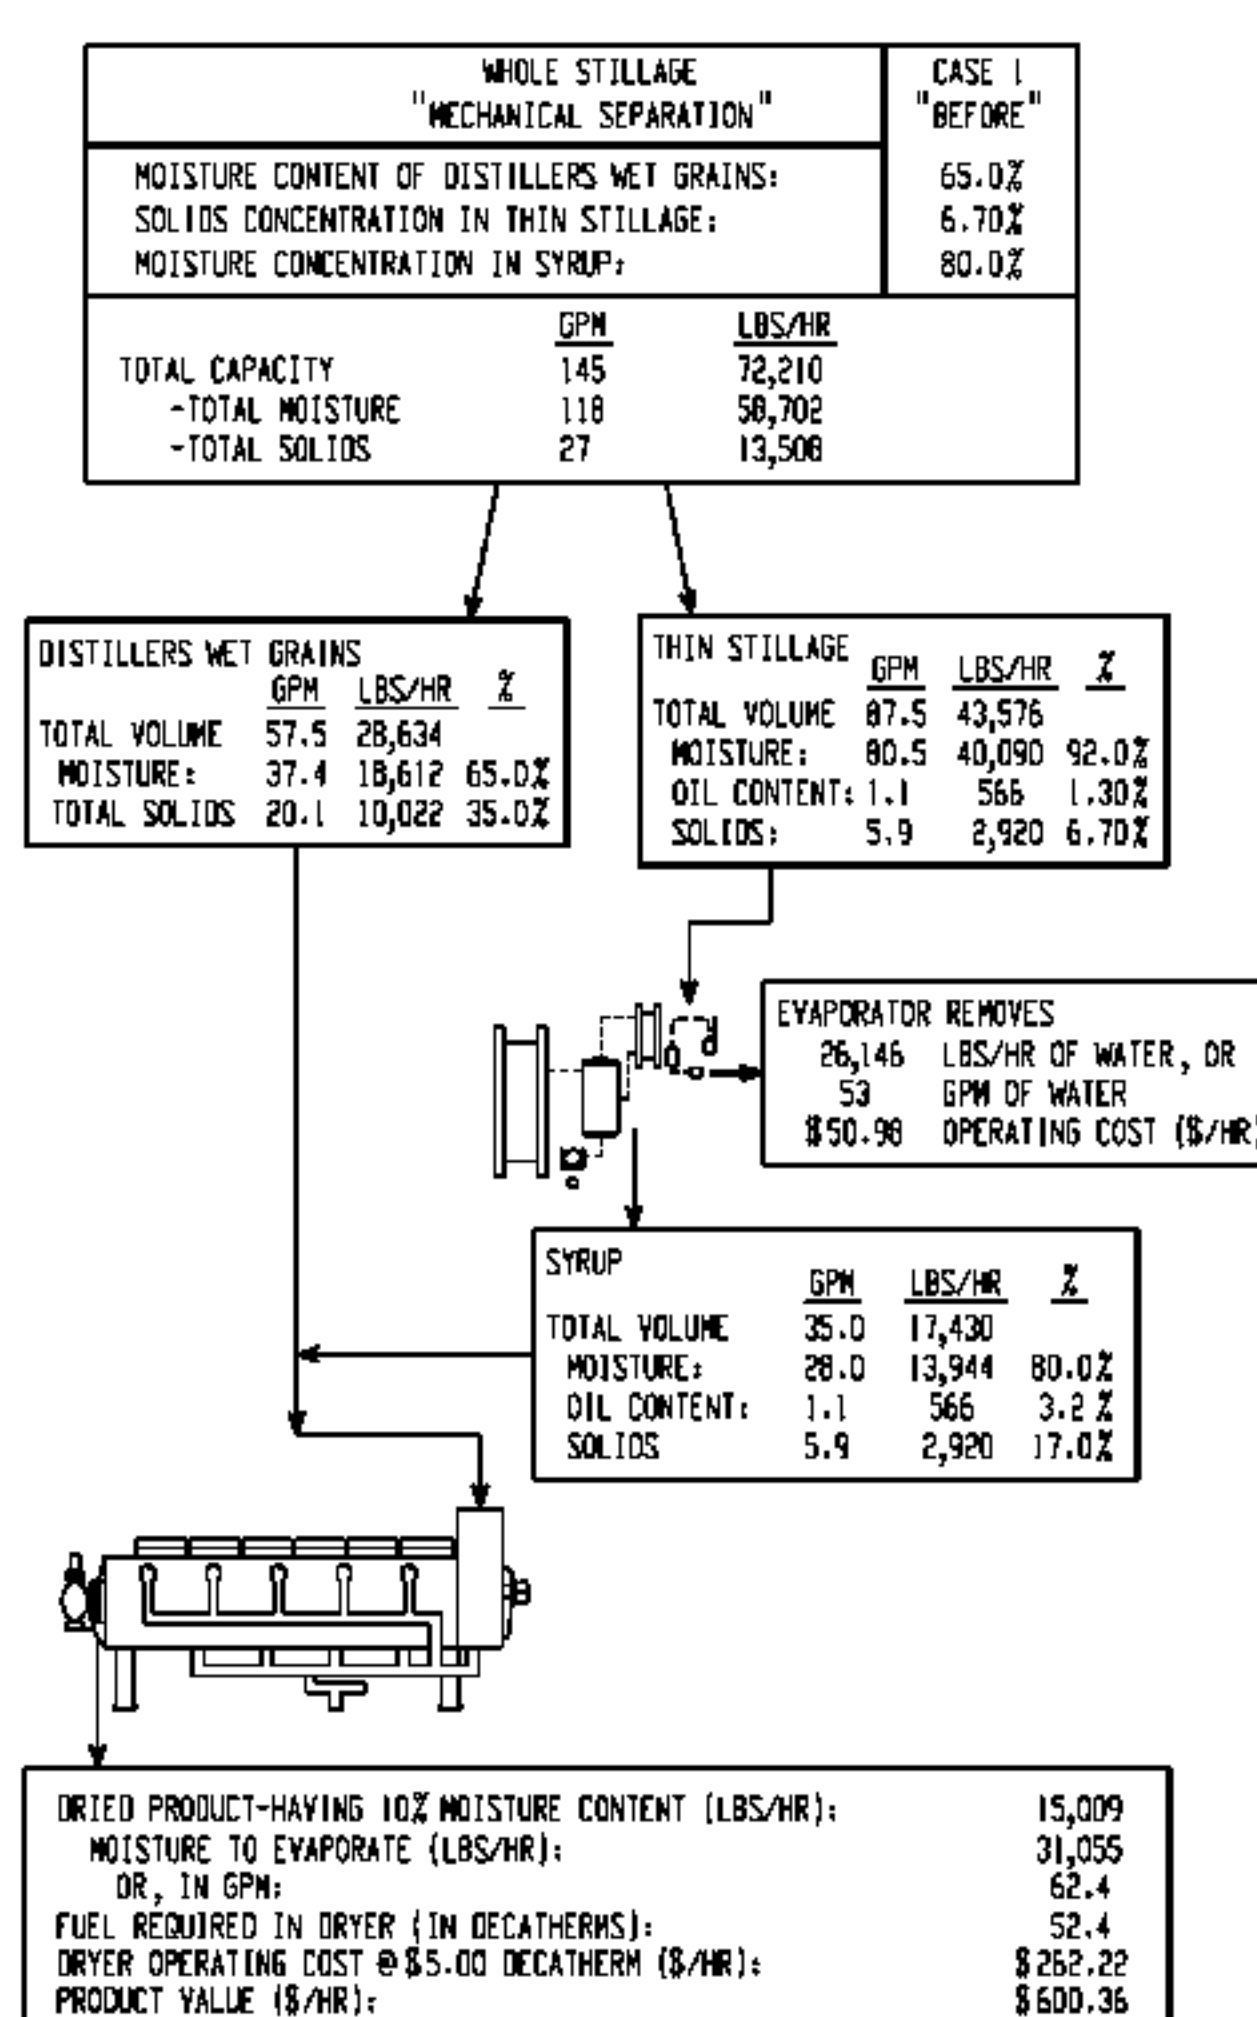 WHOLE STILLAGE
"MECHANICAL SEPARATION"
CASE 1
"BEFORE"
MOISTURE CONTENT OF DISTILLERS WET GRAINS: 65.0%
SOLIDS CONCENTRATION IN THIN STILLAGE: 6.70%
MOISTURE CONCENTRATION IN SYRUP: 80.0%
GPM LBS/HR
TOTAL CAPACITY 145 72,210
-TOTAL MOISTURE 118 58,702
-TOTAL SOLIDS 27 13,508
DISTILLERS WET GRAINS
GPM LBS/HR %
TOTAL VOLUME 57.5 28,634
MOISTURE: 37.4 18,612 65.0%
TOTAL SOLIDS 20.1 10,022 35.0%
THIN STILLAGE
GPM LBS/HR %
TOTAL VOLUME 87.5 43,576
MOISTURE: 80.5 40,090 92.0%
OIL CONTENT: 1.1 566 1.30%
SOLIDS: 5.9 2,920 6.70%
EVAPORATOR REMOVES
26,146 LBS/HR OF WATER, OR
53 GPM OF WATER
$50.98 OPERATING COST ($/HR)
SYRUP
GPM LBS/HR %
TOTAL VOLUME 35.0 17,430
MOISTURE: 28.0 13,944 80.0%
OIL CONTENT: 1.1 566 3.2%
SOLIDS 5.9 2,920 17.0%
DRIED PRODUCT-HAVING 10% MOISTURE CONTENT (LBS/HR): 15,009
MOISTURE TO EVAPORATE (LBS/HR): 31,055
OR, IN GPM: 62.4
FUEL REQUIRED IN DRYER (IN DECATHERMS): 52.4
DRYER OPERATING COST @ $5.00 DECATHERM ($/HR): $262.22
PRODUCT VALUE ($/HR): $600.36